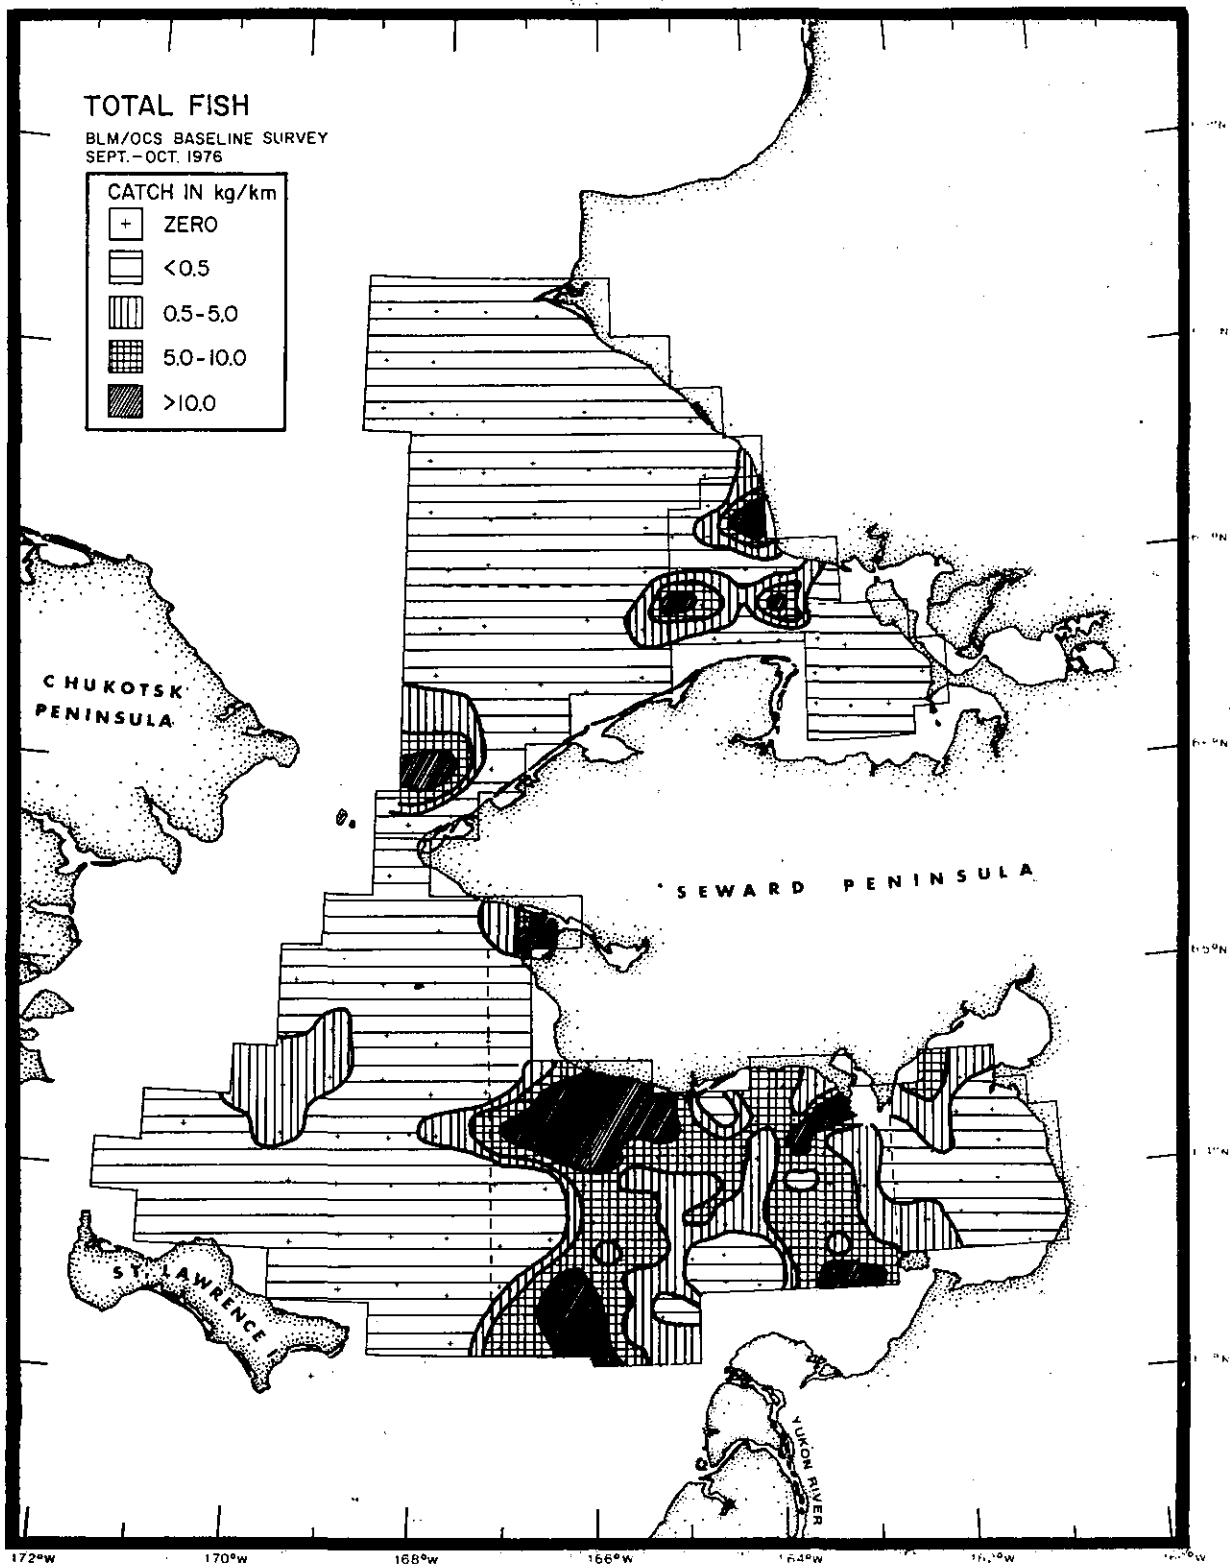 TOTAL FISH
BLM/OCS BASELINE SURVEY
SEPT.-OCT. 1976
CATCH IN kg/km
ZERO
<0.5
0.5-5.0
5.0-10.0
>10.0
CHUKOTSK
PENINSULA
SEWARD PENINSULA
ST. LAWRENCE I
YUKON RIVER
172°W
170°W
168°W
166°W
164°W